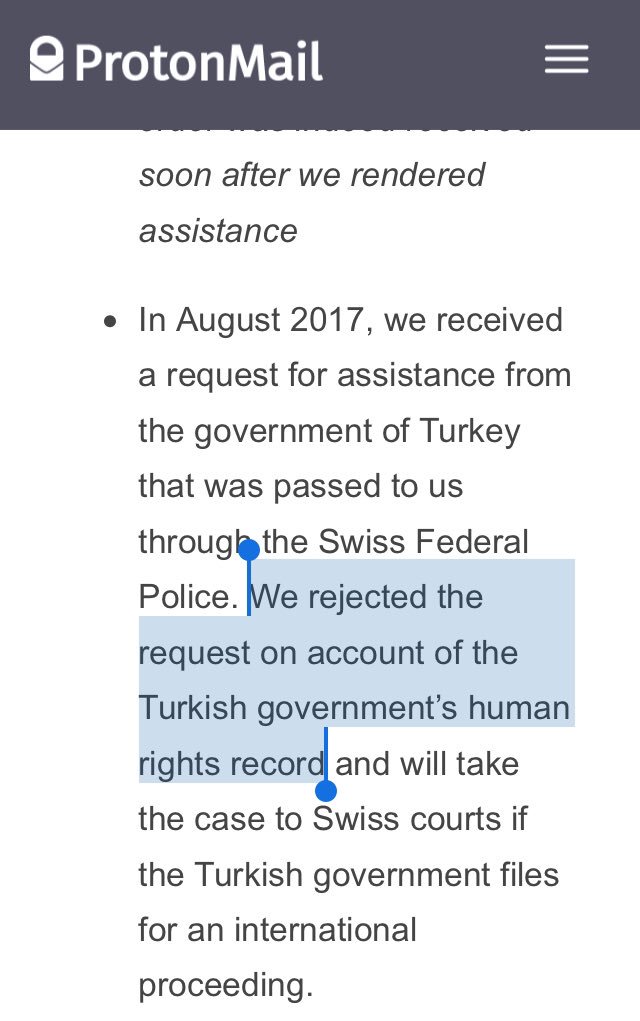 ProtonMail
soon after we rendered
assistance
• In August 2017, we received
a request for assistance from
the government of Turkey
that was passed to us
through the Swiss Federal
Police. We rejected the
request on account of the
Turkish government’s human
rights record and will take
the case to Swiss courts if
the Turkish government files
for an international
proceeding.